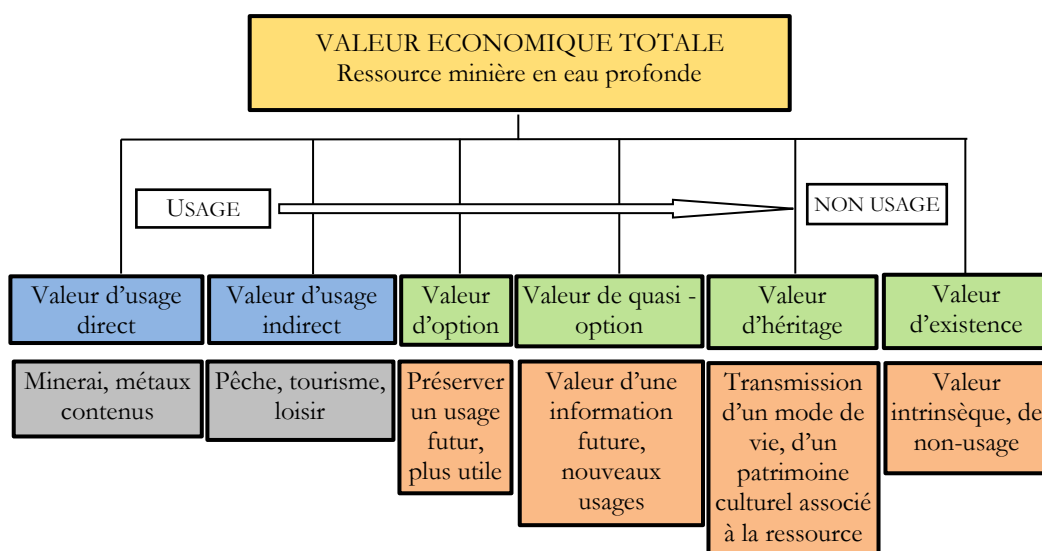 VALEUR ECONOMIQUE TOTALE
Ressource minière en eau profonde
USAGE
NON USAGE
Valeur d’usage
direct
Valeur d’usage
indirect
Valeur
d’option
Valeur de quasi -
option
Valeur
d’héritage
Valeur
d’existence
Minerai, métaux
contenus
Pêche, tourisme,
loisir
Préserver
un usage
futur,
plus utile
Valeur d’une
information
future,
nouveaux
usages
Transmission
d’un mode de
vie, d’un
patrimoine
culturel associé
à la ressource
Valeur
intrinsèque, de
non-usage